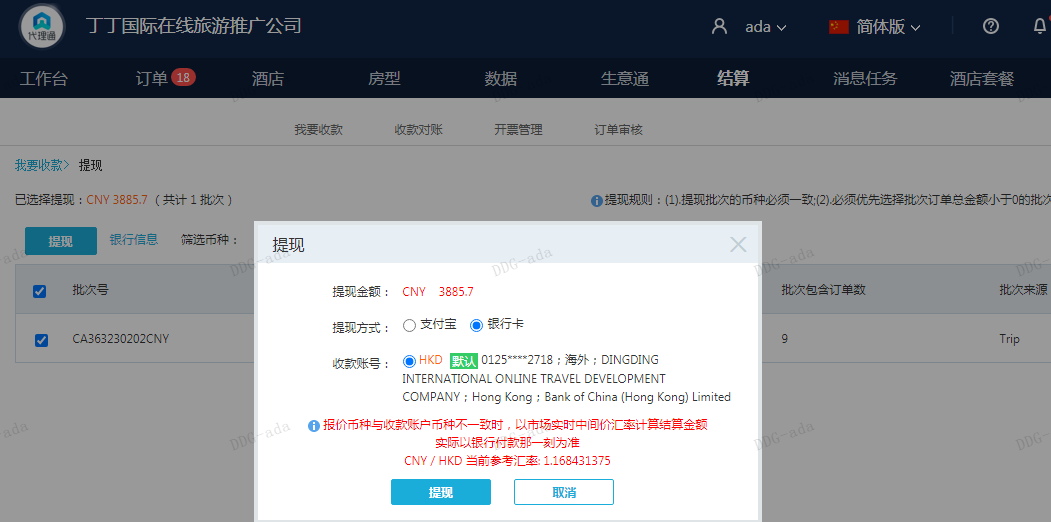 代理通
丁丁国际在线旅游推广公司
ada
简体版
工作台
订单 18
酒店
房型
数据
生意通
结算
消息任务
酒店套餐
我要收款
收款对账
开票管理
订单审核
我要收款> 提现
已选择提现：CNY 3885.7 （ 共计 1 批次 ）
提现规则：(1).提现批次的币种必须一致;(2).必须优先选择批次订单总金额小于0的批次
提现
银行信息
筛选币种：
批次号
批次包含订单数
批次来源
CA363230202CNY
9
Trip
提现
提现金额： CNY 3885.7
提现方式： 支付宝 银行卡
收款账号： HKD 默认 0125****2718；海外；DINGDING
INTERNATIONAL ONLINE TRAVEL DEVELOPMENT
COMPANY；Hong Kong；Bank of China (Hong Kong) Limited
报价币种与收款账户币种不一致时，以市场实时中间价汇率计算结算金额
实际以银行付款那一刻为准
CNY / HKD 当前参考汇率: 1.168431375
提现
取消
DDG-ada
DDG-ada
DDG-ada
DDG-ada
DDG-ada